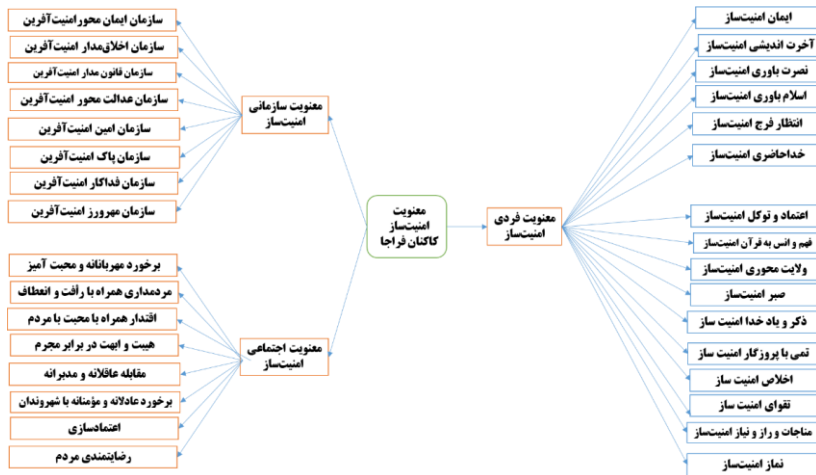 ایمان امنیت‌ساز
آخرت اندیشی امنیت‌ساز
نصرت باوری امنیت‌ساز
اسلام باوری امنیت‌ساز
انتظار فرج امنیت‌ساز
خداحاضری امنیت‌ساز
اعتماد و توکل امنیت‌ساز
فهم و انس به قرآن امنیت‌ساز
ولایت محوری امنیت‌ساز
صبر امنیت‌ساز
ذکر و یاد خدا امنیت ساز
تمی با پروزگار امنیت ساز
اخلاص امنیت ساز
تقوای امنیت ساز
مناجات و راز و نیاز امنیت‌ساز
نماز امنیت‌ساز
معنویت فردی
امنیت‌ساز
معنویت
امنیت‌ساز
کاکنان فراجا
معنویت سازمانی
امنیت‌ساز
سازمان ایمان محورامنیت‌آفرین
سازمان اخلاق‌مدار امنیت‌آفرین
سازمان قانون مدار امنیت‌آفرین
سازمان عدالت محور امنیت‌آفرین
سازمان امین امنیت‌آفرین
سازمان پاک امنیت‌آفرین
سازمان فداکار امنیت‌آفرین
سازمان مهرورز امنیت‌آفرین
معنویت اجتماعی
امنیت‌ساز
برخورد مهربانانه و محبت آمیز
مردمداری همراه با رأفت و انعطاف
اقتدار همراه با محبت با مردم
هیبت و ابهت در برابر مجرم
مقابله عاقلانه و مدبرانه
برخورد عادلانه و مؤمنانه با شهروندان
اعتمادسازی
رضایتمندی مردم